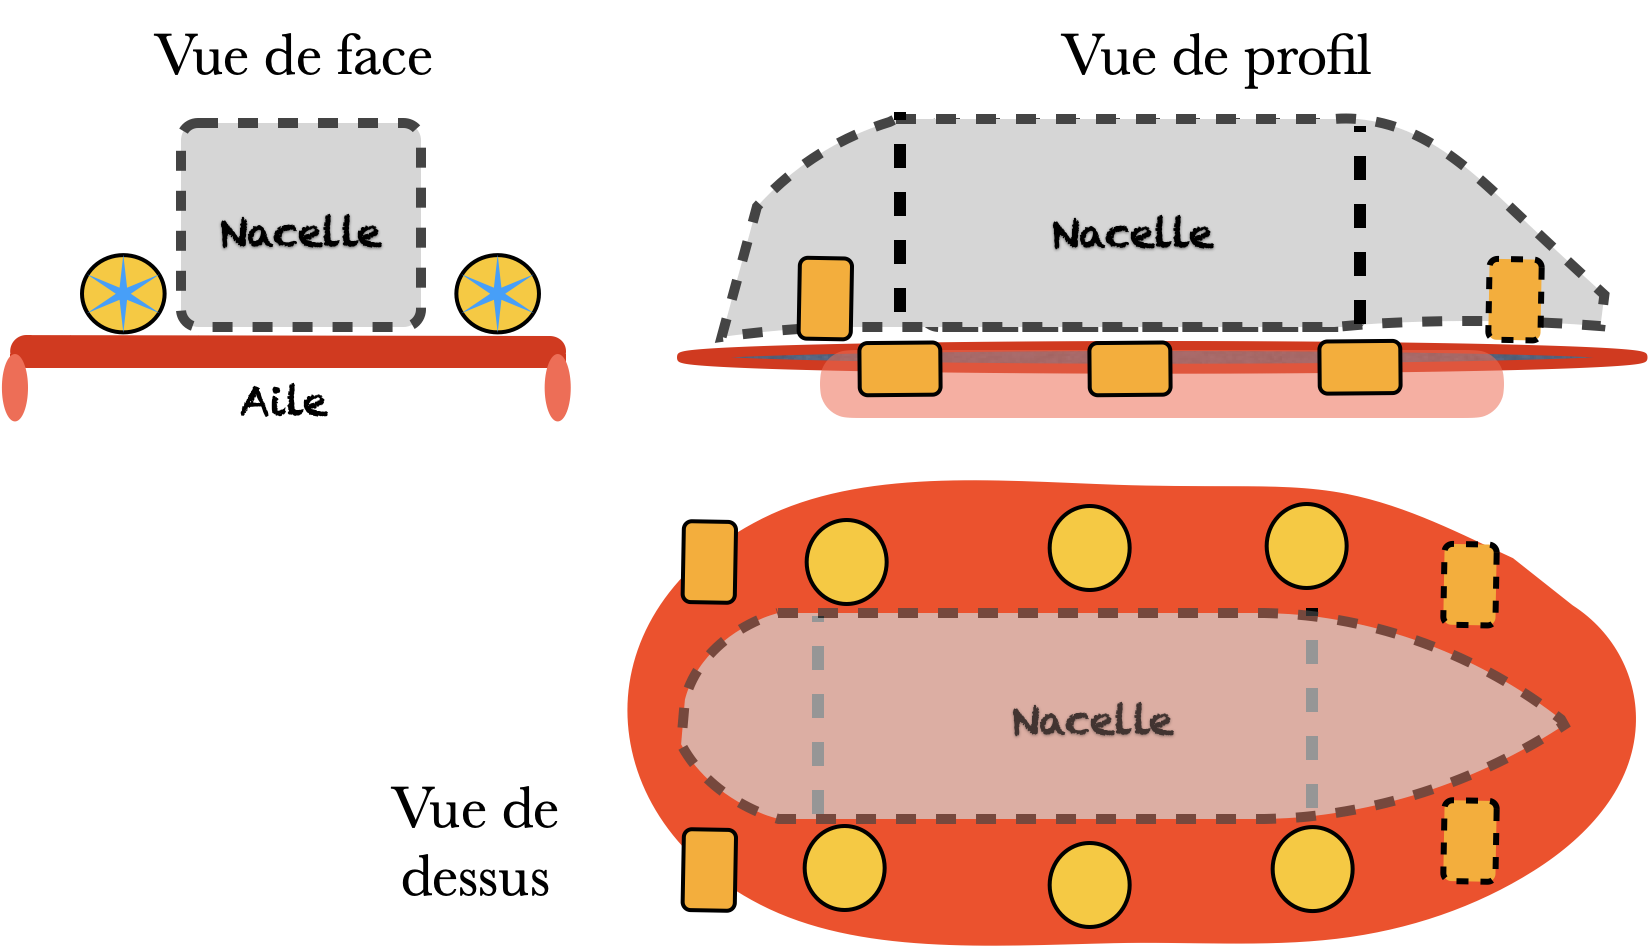 Vue de face
Vue de profil
Nacelle
Nacelle
Aile
Nacelle
Vue de
dessus